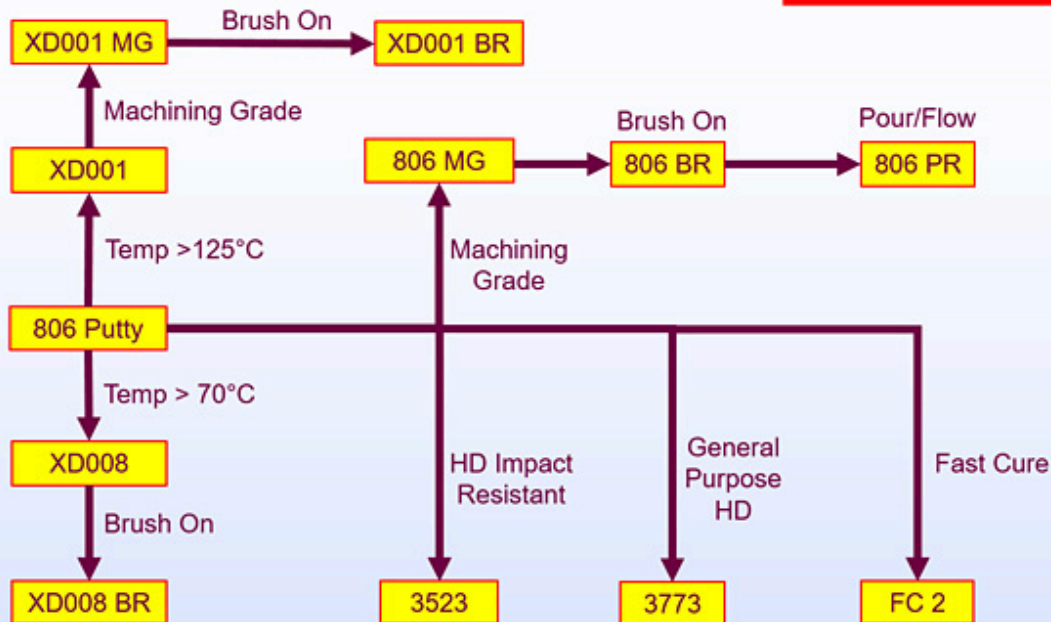 Brush On
XD001 MG
XD001 BR
Machining Grade
Brush On
Pour/Flow
XD001
806 MG
806 BR
806 PR
Temp >125°C
Machining
Grade
806 Putty
Temp > 70°C
XD008
HD Impact
Resistant
General
Purpose
HD
Fast Cure
Brush On
XD008 BR
3523
3773
FC 2